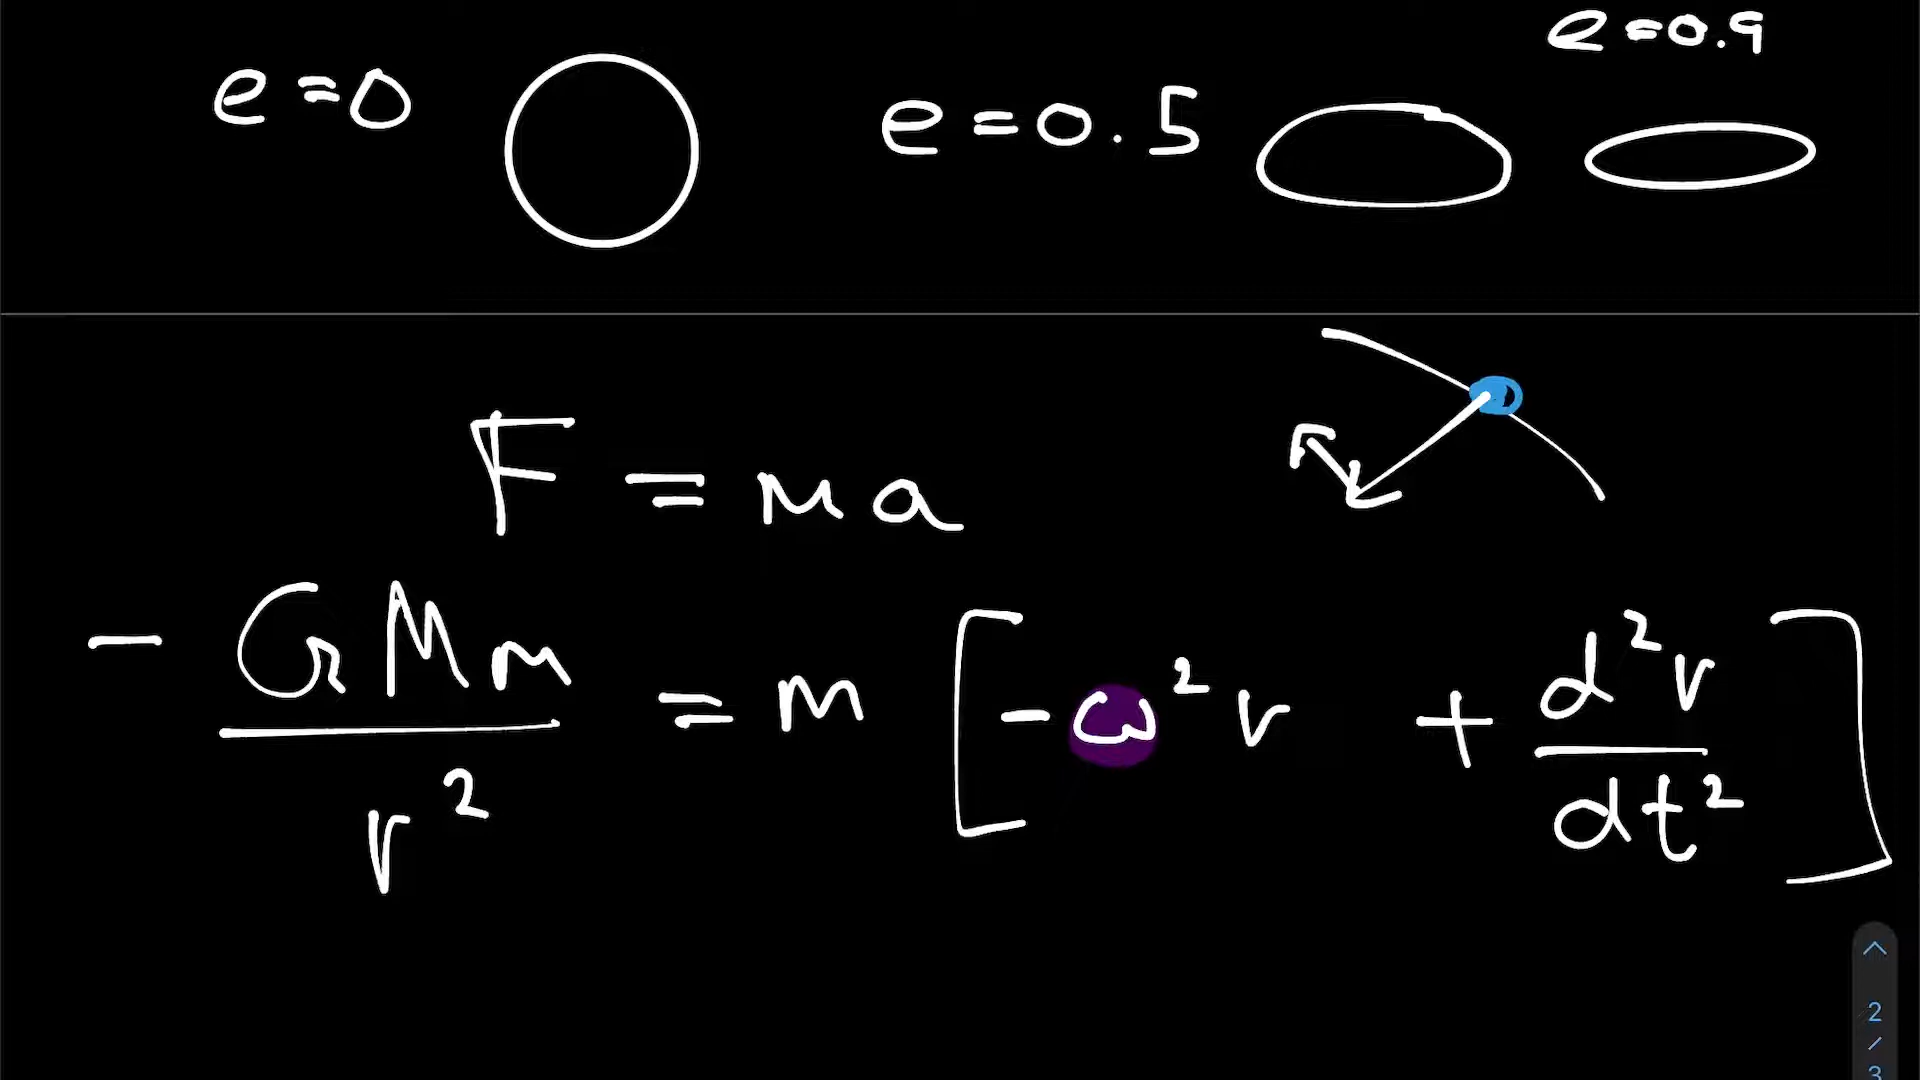 e=0.9
e=0
e=0.5
F = ma
- GMm/r² = m [-ω²r + d²r/dt²]
2
/
3